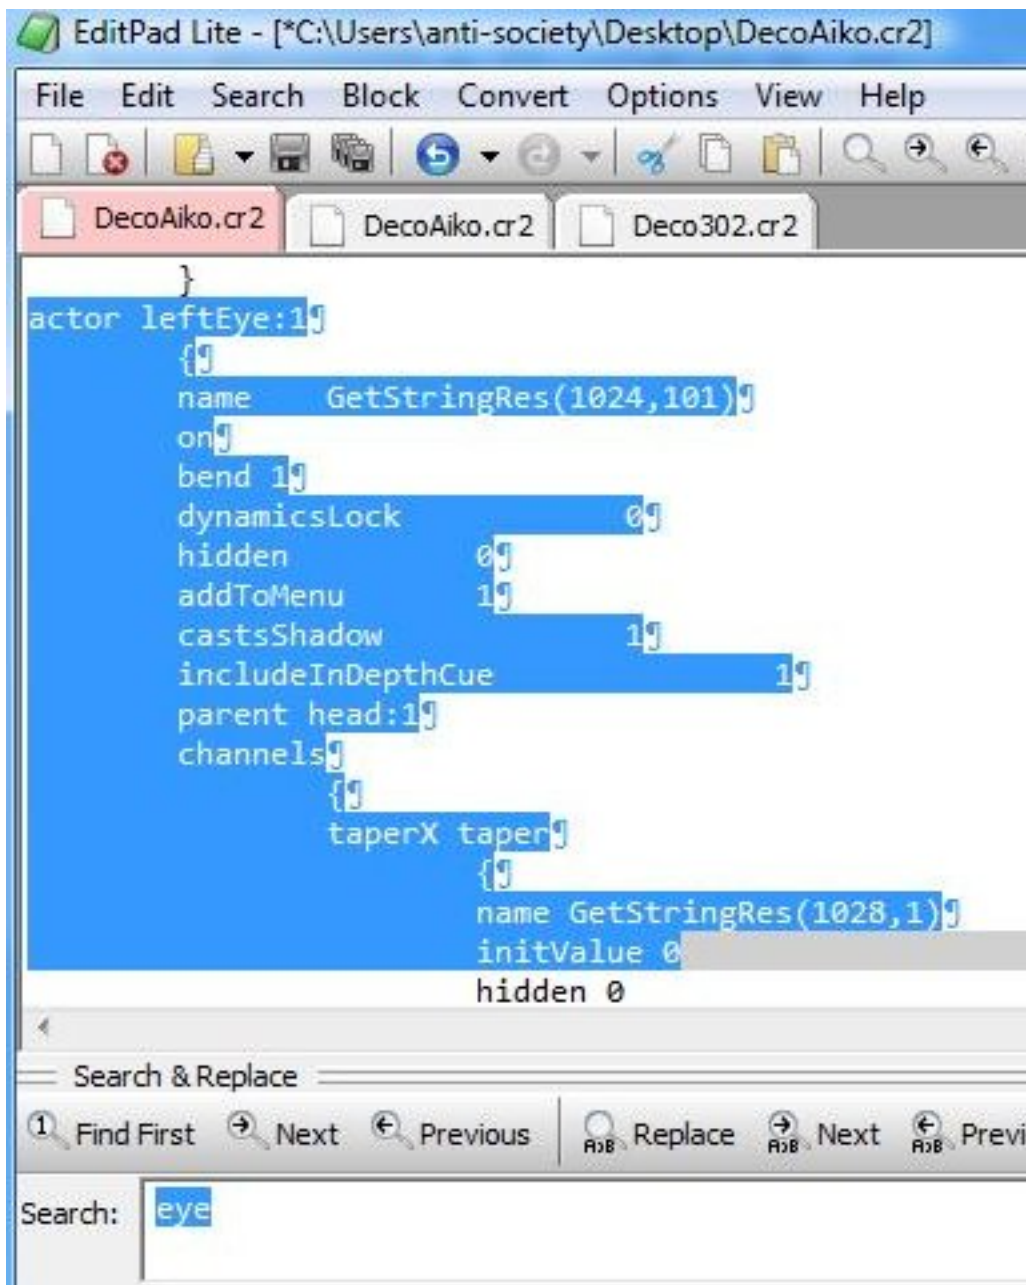 EditPad Lite - [*C:\Users\anti-society\Desktop\DecoAiko.cr2]
File Edit Search Block Convert Options View Help
DecoAiko.cr2 DecoAiko.cr2 Deco302.cr2
}
actor leftEye:1¶
{¶
name GetStringRes(1024,101)¶
on¶
bend 1¶
dynamicsLock 0¶
hidden 0¶
addToMenu 1¶
castsShadow 1¶
includeInDepthCue 1¶
parent head:1¶
channels¶
{¶
taperX taper¶
{¶
name GetStringRes(1028,1)¶
initValue 0
hidden 0
Search & Replace
1 Find First Next Previous A›B Replace A›B Next A›B Previ
Search: eye